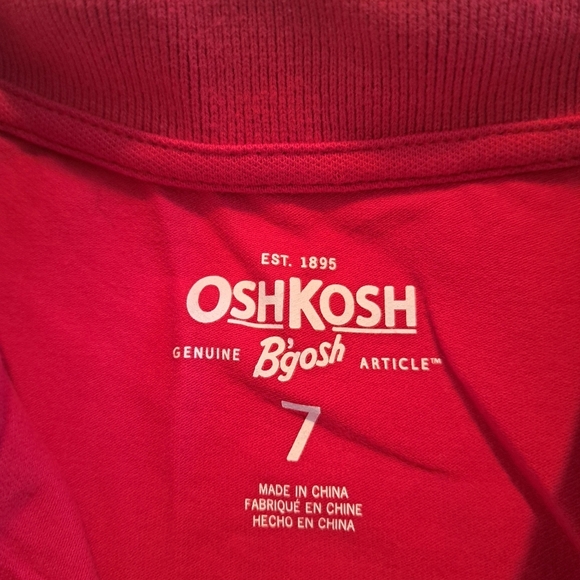 EST. 1895
OSHKOSH
GENUINE B'gosh ARTICLE™
7
MADE IN CHINA
FABRIQUÉ EN CHINE
HECHO EN CHINA